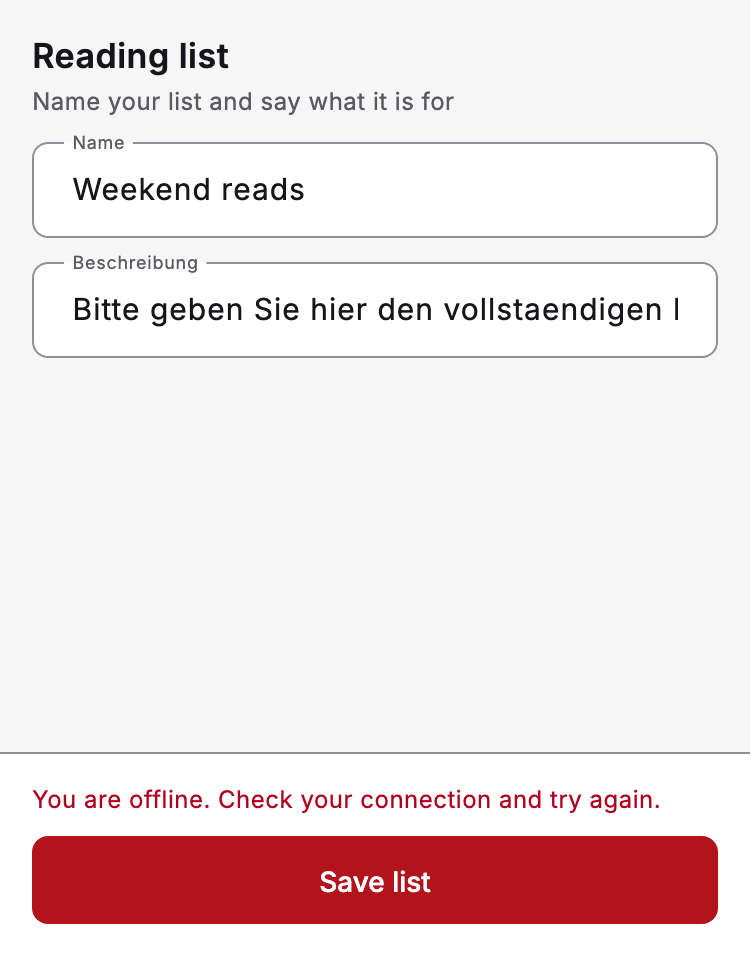 Reading list
Name your list and say what it is for
Name
Weekend reads
Beschreibung
Bitte geben Sie hier den vollstaendigen
You are offline. Check your connection and try again.
Save list